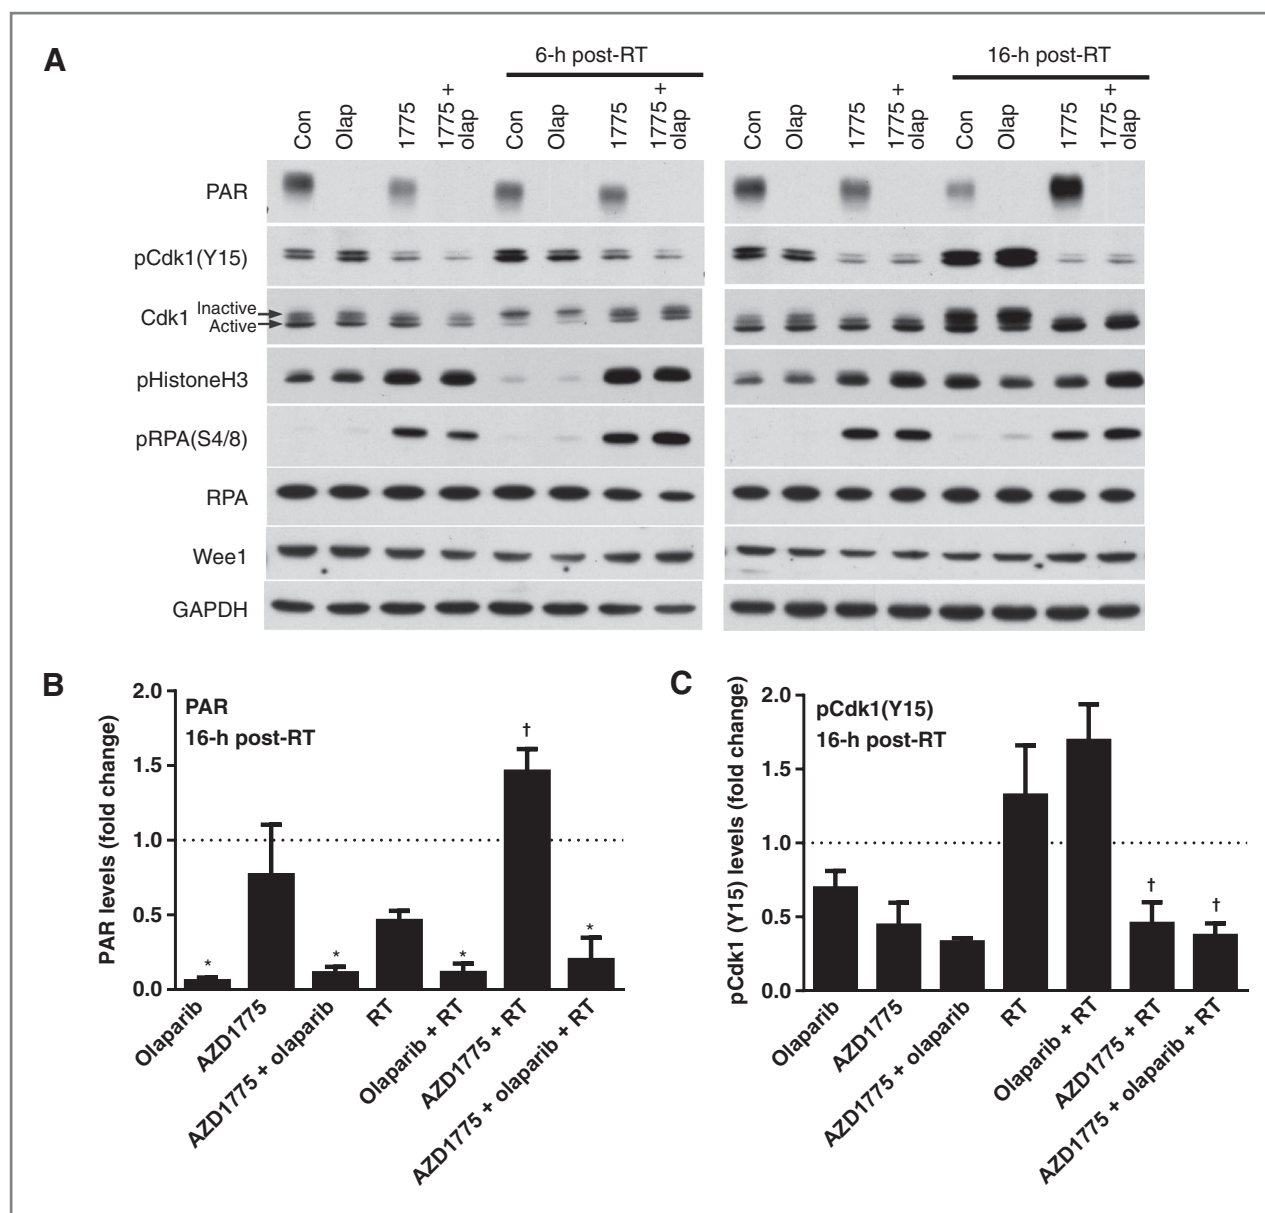 A
6-h post-RT
16-h post-RT
Con
Olap
1775
1775 +
olap
Con
Olap
1775
1775 +
olap
Con
Olap
1775
1775 +
olap
Con
Olap
1775
1775 +
olap
PAR
pCdk1(Y15)
Cdk1
Inactive
Active
pHistoneH3
pRPA(S4/8)
RPA
Wee1
GAPDH
B
PAR
16-h post-RT
PAR levels (fold change)
2.0
1.5
1.0
0.5
0.0
*
*
*
†
*
Olaparib
AZD1775
AZD1775 + olaparib
RT
Olaparib + RT
AZD1775 + RT
AZD1775 + olaparib + RT
C
pCdk1(Y15)
16-h post-RT
pCdk1 (Y15) levels (fold change)
2.0
1.5
1.0
0.5
0.0
†
†
Olaparib
AZD1775
AZD1775 + olaparib
RT
Olaparib + RT
AZD1775 + RT
AZD1775 + olaparib + RT